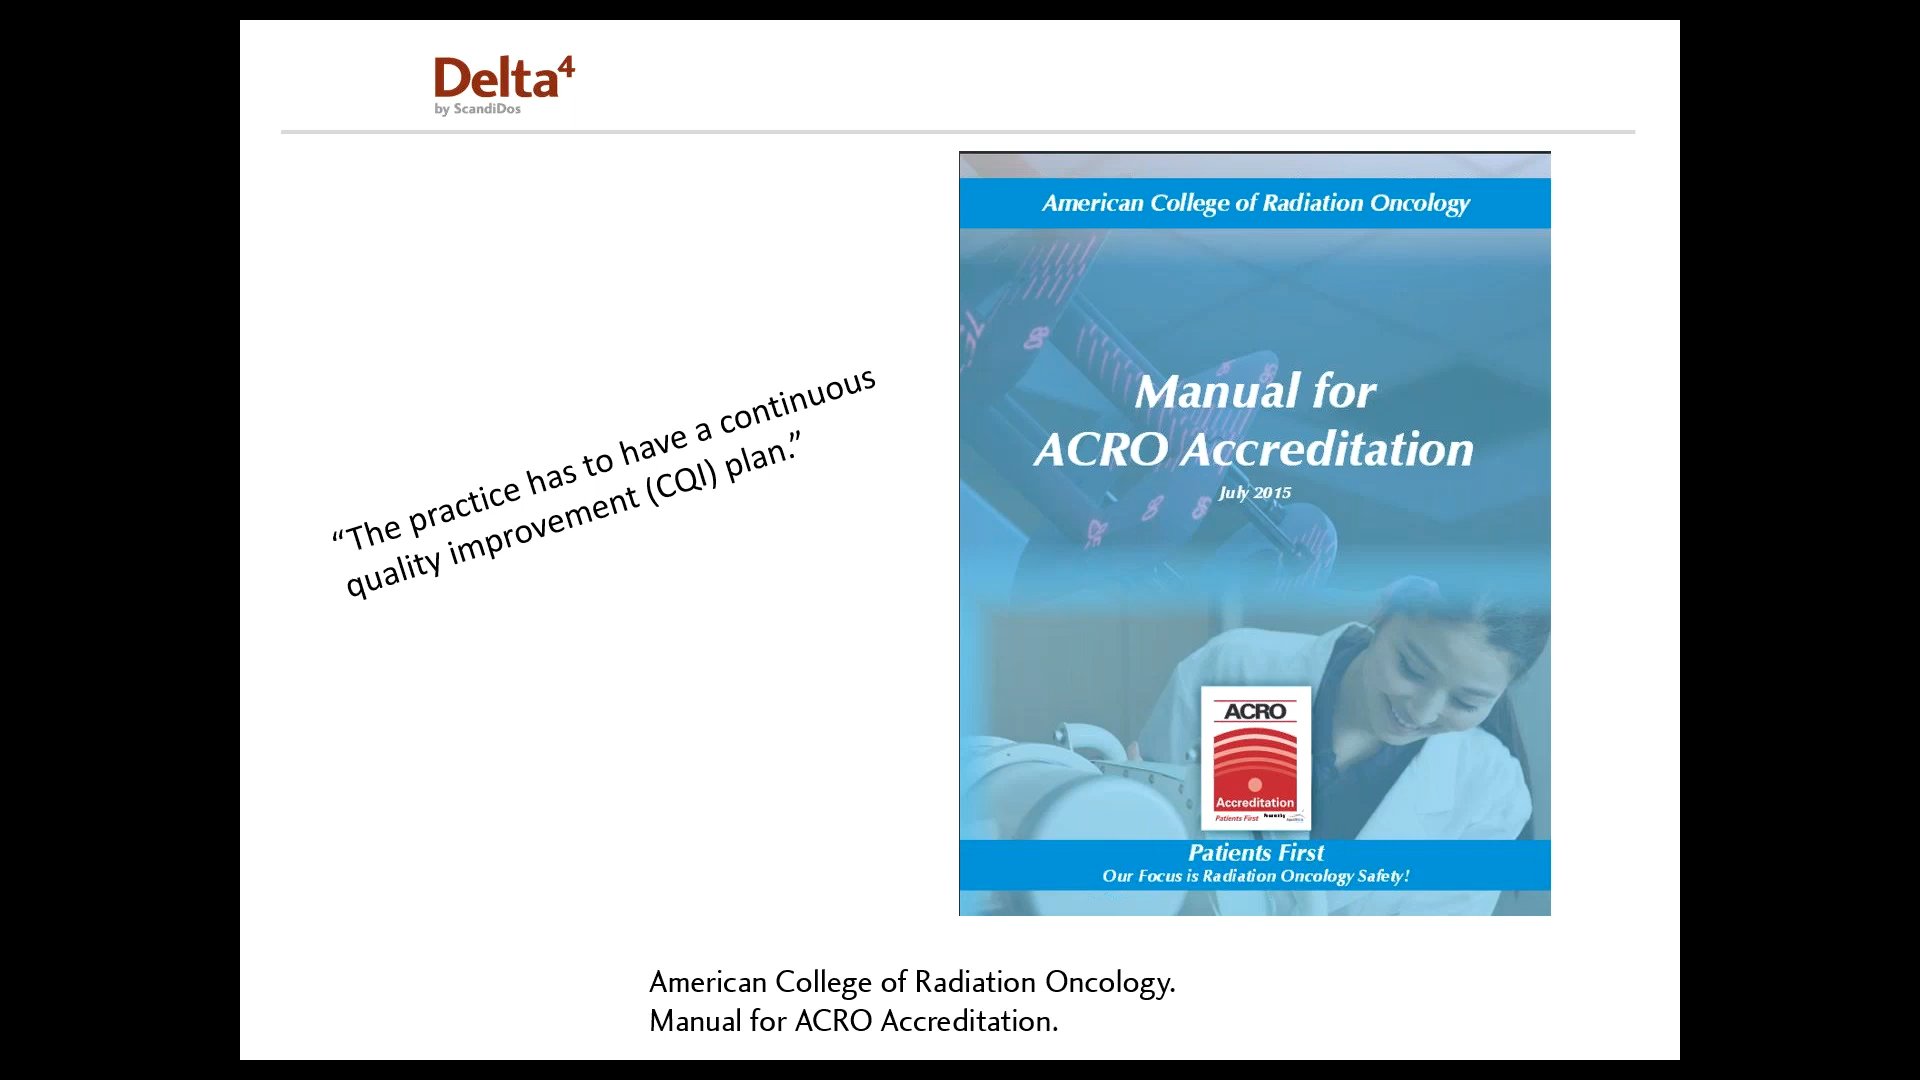 Delta4
by ScandiDos
“The practice has to have a continuous
quality improvement (CQI) plan.”
American College of Radiation Oncology
Manual for
ACRO Accreditation
July 2015
ACRO
Accreditation
Patients First
Patients First
Our Focus is Radiation Oncology Safety!
American College of Radiation Oncology.
Manual for ACRO Accreditation.